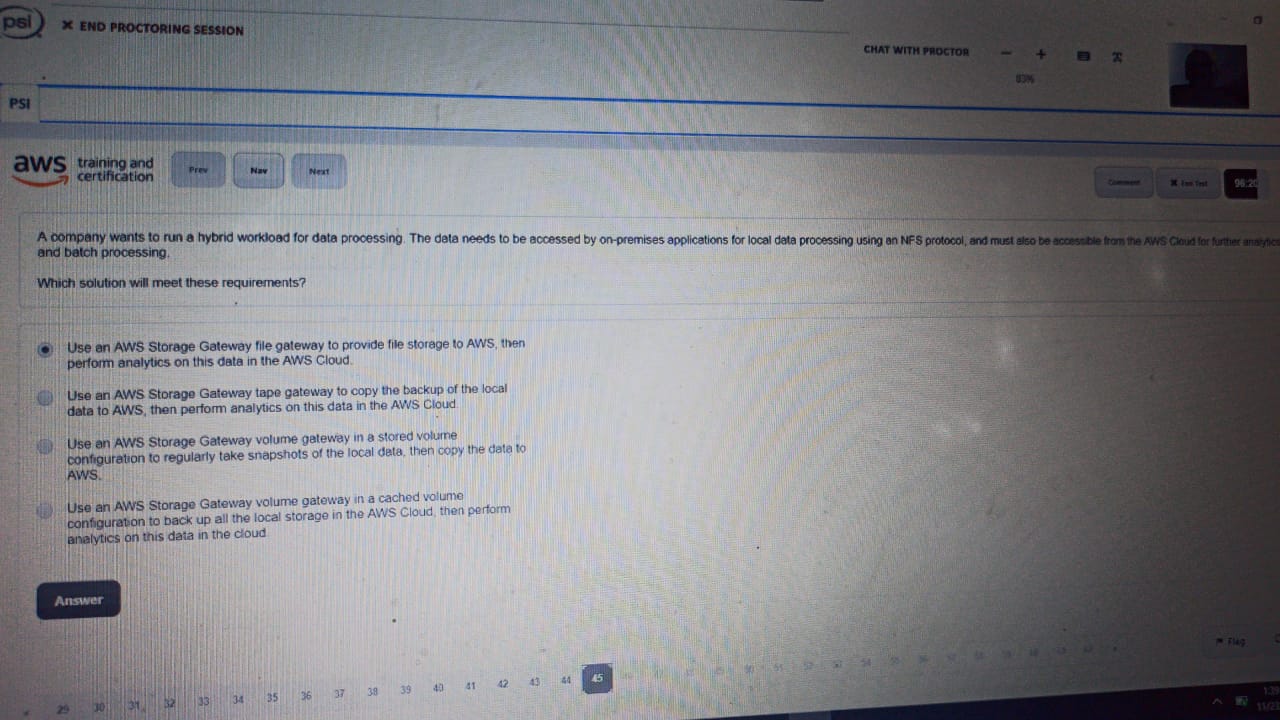 psi
× END PROCTORING SESSION
CHAT WITH PROCTOR
83%
PSI
aws training and certification
Prev
Nav
Next
Comment
96:20
A company wants to run a hybrid workload for data processing. The data needs to be accessed by on-premises applications for local data processing using an NFS protocol, and must also be accessible from the AWS Cloud for further
and batch processing.
Which solution will meet these requirements?
Use an AWS Storage Gateway file gateway to provide file storage to AWS, then
perform analytics on this data in the AWS Cloud.
Use an AWS Storage Gateway tape gateway to copy the backup of the local
data to AWS, then perform analytics on this data in the AWS Cloud.
Use an AWS Storage Gateway volume gateway in a stored volume
configuration to regularly take snapshots of the local data, then copy the data to
AWS.
Use an AWS Storage Gateway volume gateway in a cached volume
configuration to back up all the local storage in the AWS Cloud, then perform
analytics on this data in the cloud.
Answer
Flag
29 30 31 32 33 34 35 36 37 38 39 40 41 42 43 44 45